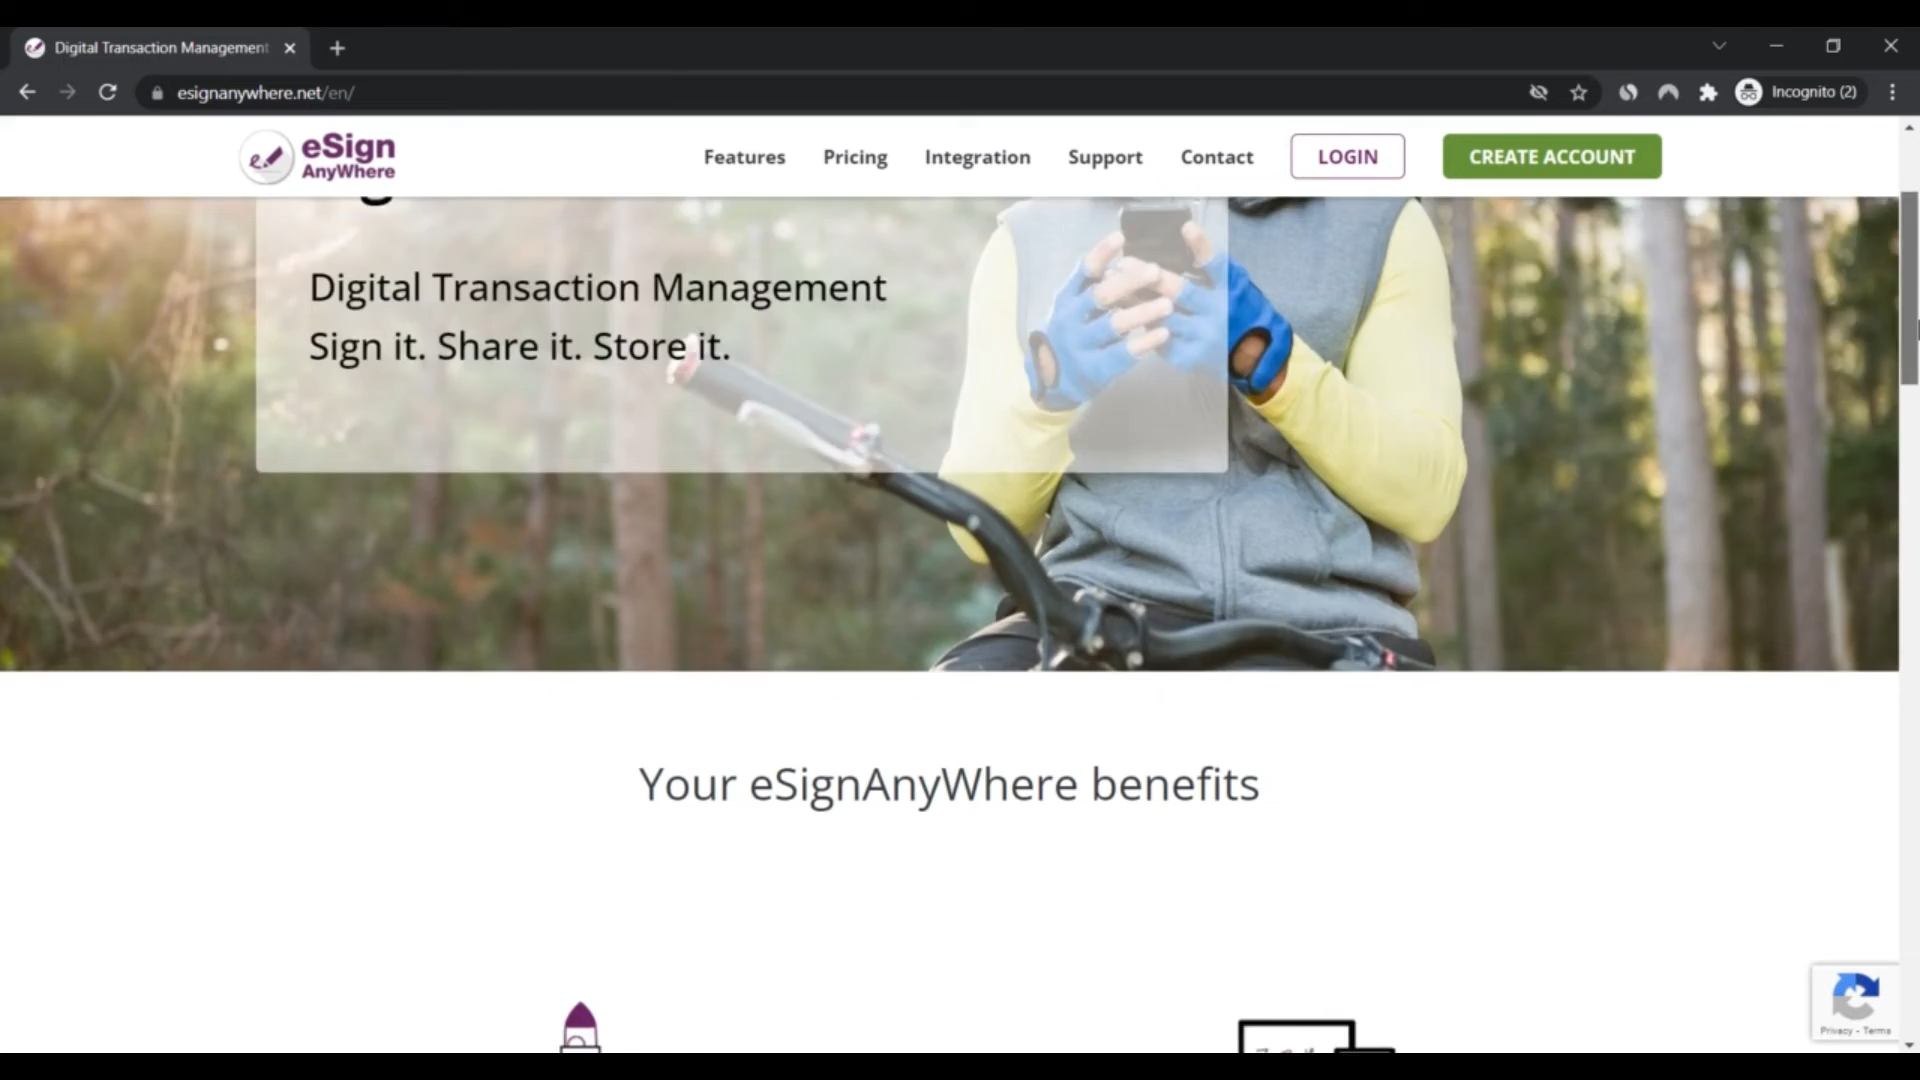 Digital Transaction Management
esignanywhere.net/en/
Incognito (2)
eSign
AnyWhere
Features
Pricing
Integration
Support
Contact
LOGIN
CREATE ACCOUNT
Digital Transaction Management
Sign it. Share it. Store it.
Your eSignAnyWhere benefits
Privacy - Terms